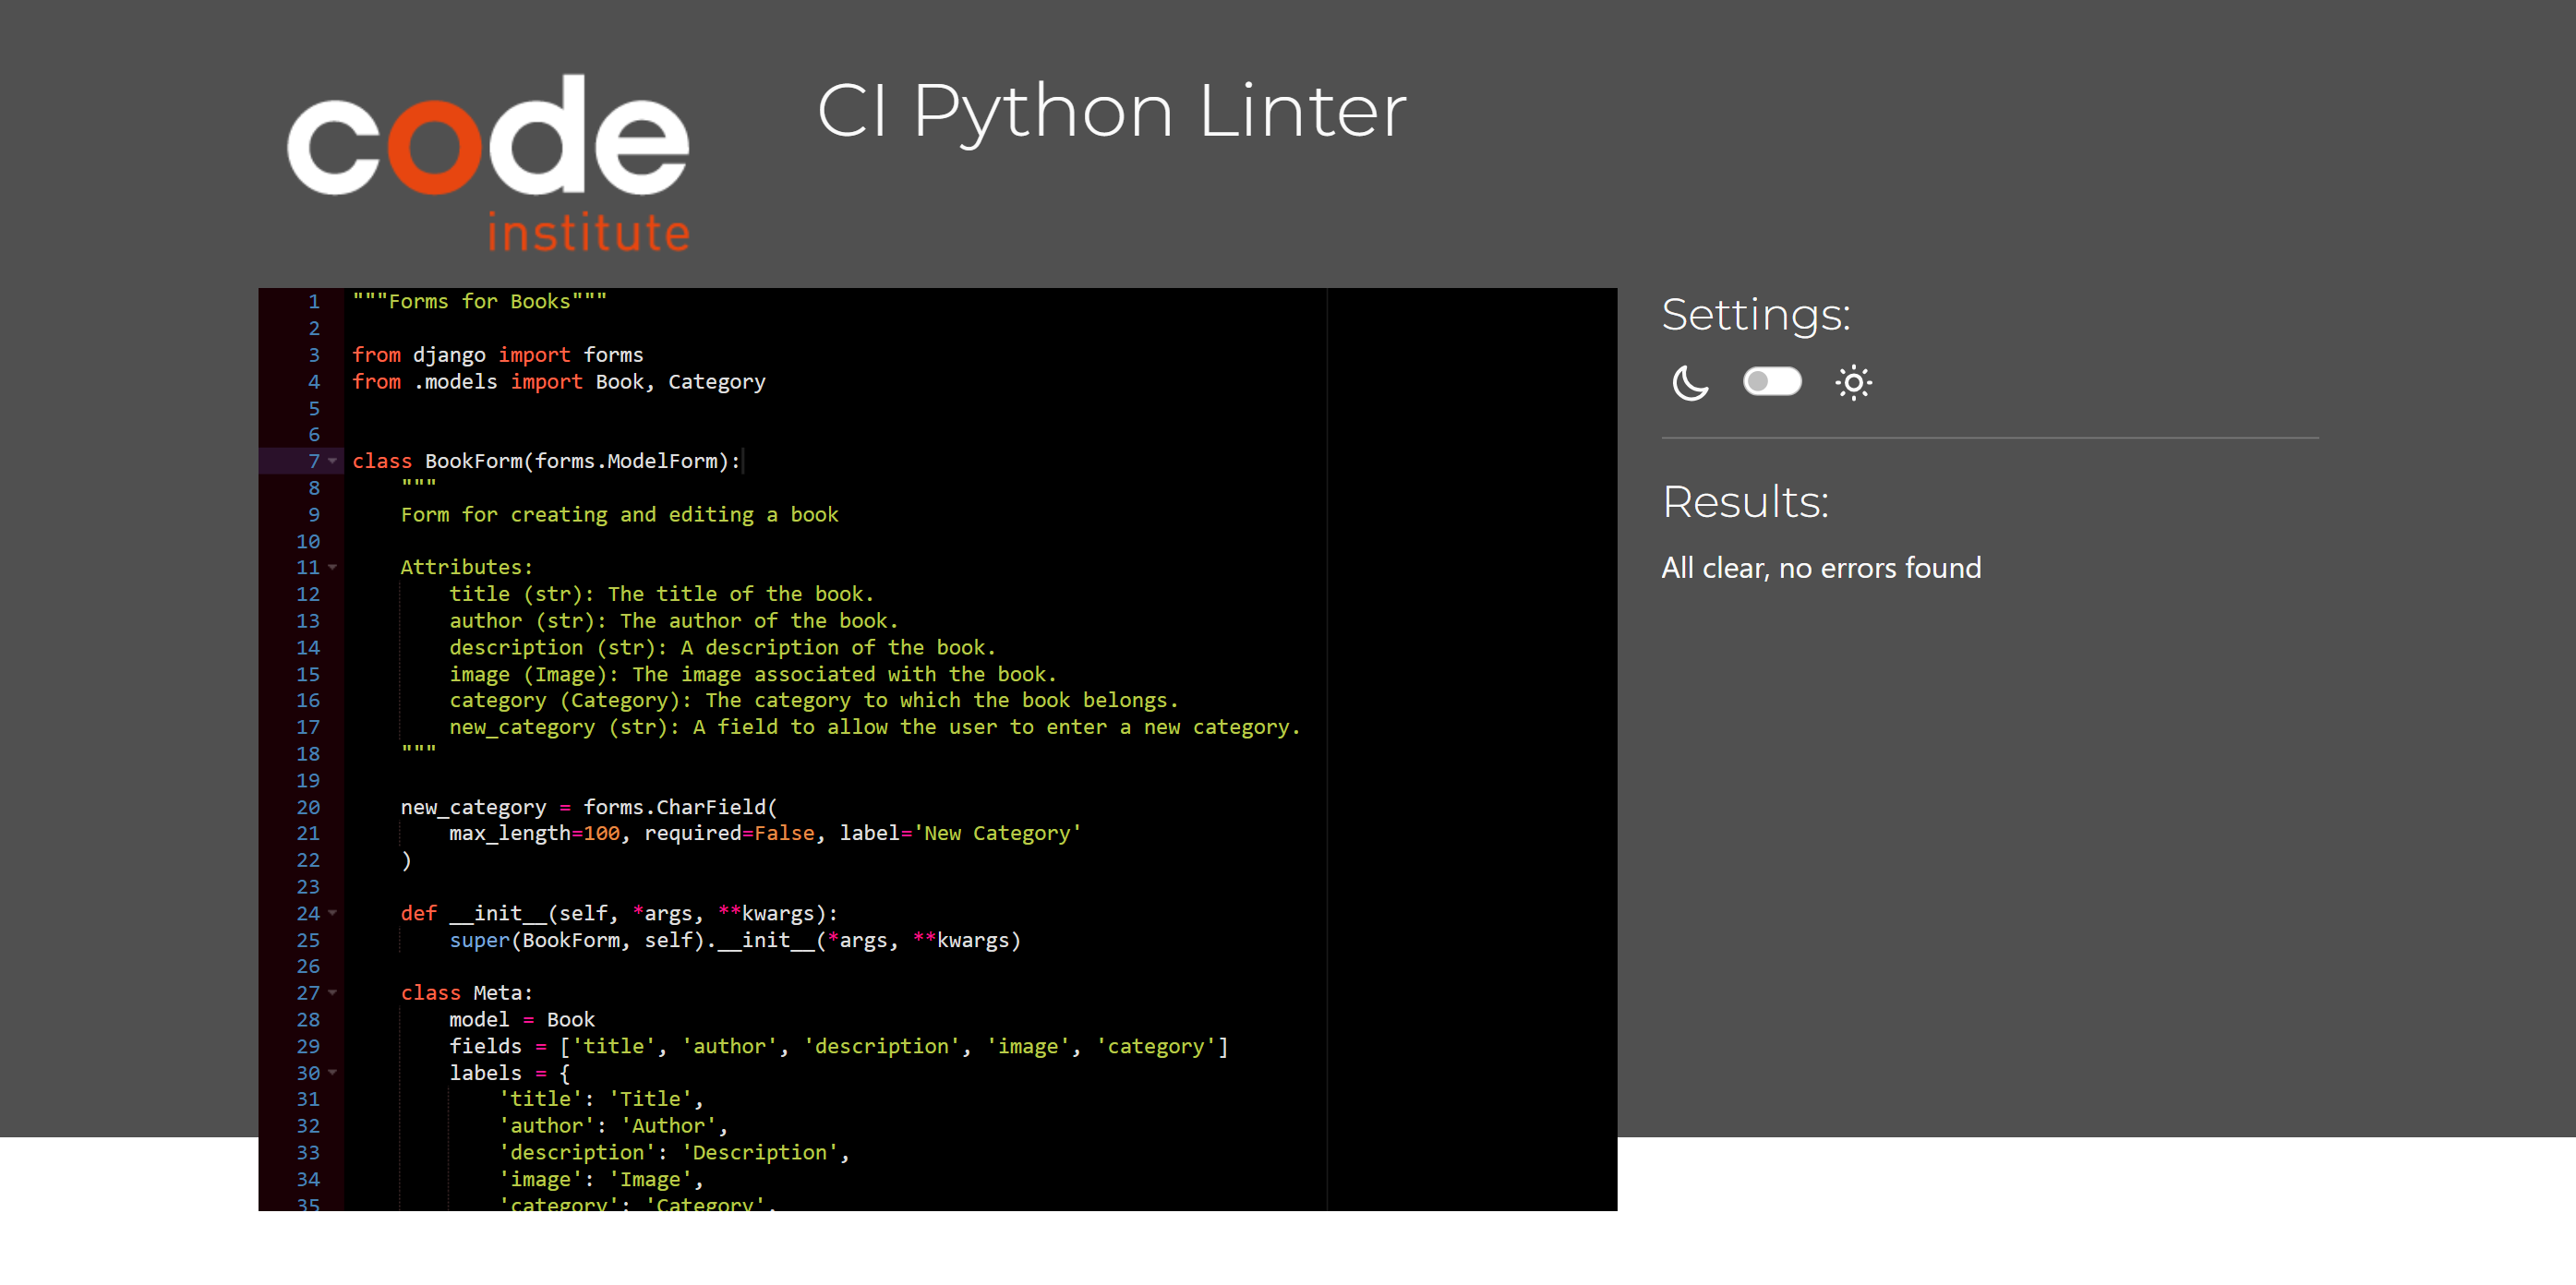 code
institute
CI Python Linter
1 """Forms for Books"""
2
3 from django import forms
4 from .models import Book, Category
5
6
7 class BookForm(forms.ModelForm):
8     """
9     Form for creating and editing a book
10
11     Attributes:
12         title (str): The title of the book.
13         author (str): The author of the book.
14         description (str): A description of the book.
15         image (Image): The image associated with the book.
16         category (Category): The category to which the book belongs.
17         new_category (str): A field to allow the user to enter a new category.
18     """
19
20     new_category = forms.CharField(
21         max_length=100, required=False, label='New Category'
22     )
23
24     def __init__(self, *args, **kwargs):
25         super(BookForm, self).__init__(*args, **kwargs)
26
27     class Meta:
28         model = Book
29         fields = ['title', 'author', 'description', 'image', 'category']
30         labels = {
31             'title': 'Title',
32             'author': 'Author',
33             'description': 'Description',
34             'image': 'Image',
35             'category': 'Category',
Settings:
Results:
All clear, no errors found